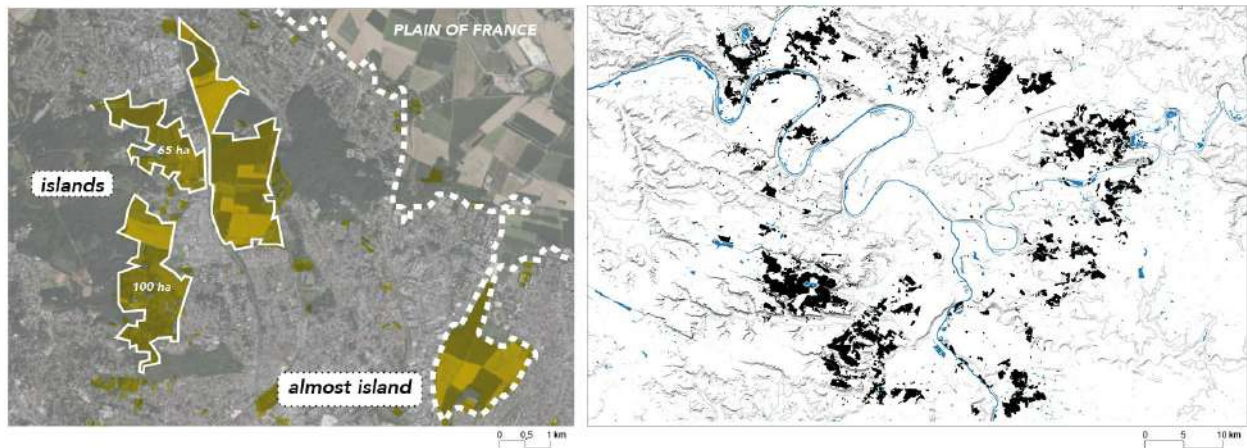 PLAIN OF FRANCE
65 ha
islands
100 ha
almost island
0 0,5 1 km
0 5 10 km